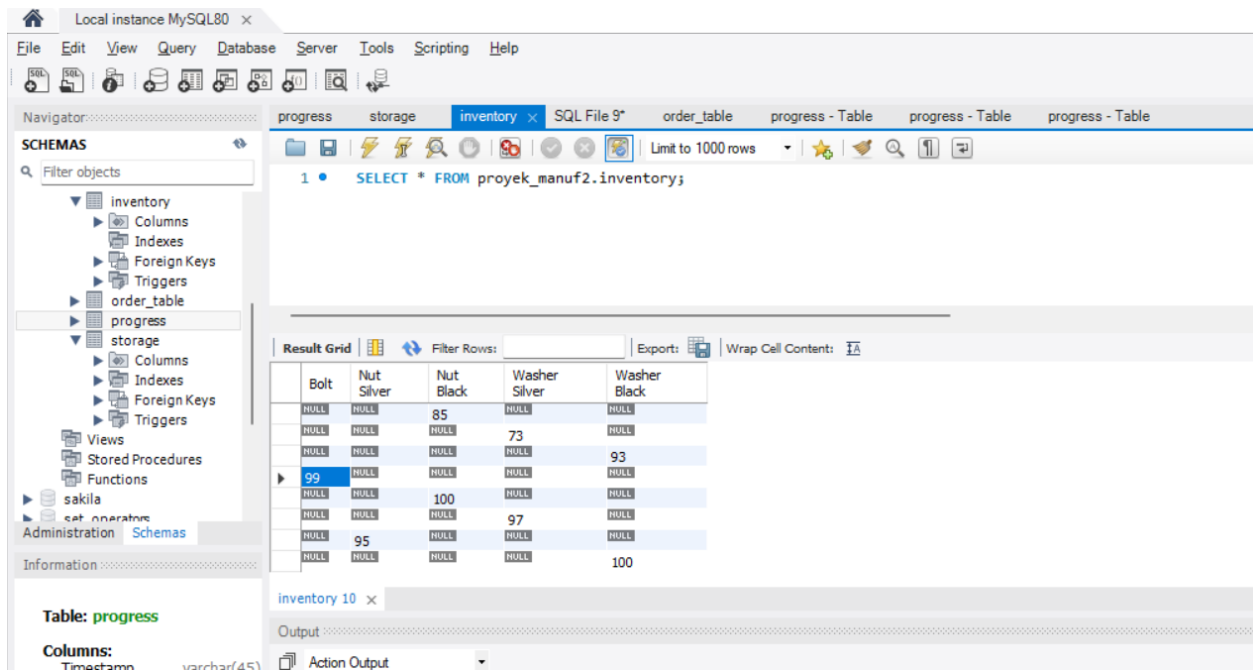 Local instance MySQL80 ×
File Edit View Query Database Server Tools Scripting Help
Navigator
SCHEMAS
Filter objects
inventory
Columns
Indexes
Foreign Keys
Triggers
order_table
progress
storage
Columns
Indexes
Foreign Keys
Triggers
Views
Stored Procedures
Functions
sakila
set_operators
Administration Schemas
Information
Table: progress
Columns:
Timestamp varchar(45)
progress storage inventory × SQL File 9* order_table progress - Table progress - Table progress - Table
Limit to 1000 rows
1 SELECT * FROM proyek_manuf2.inventory;
Result Grid Filter Rows: Export: Wrap Cell Content:
Bolt Nut Silver Nut Black Washer Silver Washer Black
NULL NULL 85 NULL NULL
NULL NULL NULL 73 NULL
NULL NULL NULL NULL 93
99 NULL NULL NULL NULL
NULL NULL 100 NULL NULL
NULL NULL NULL 97 NULL
NULL 95 NULL NULL NULL
NULL NULL NULL NULL 100
inventory 10 ×
Output
Action Output